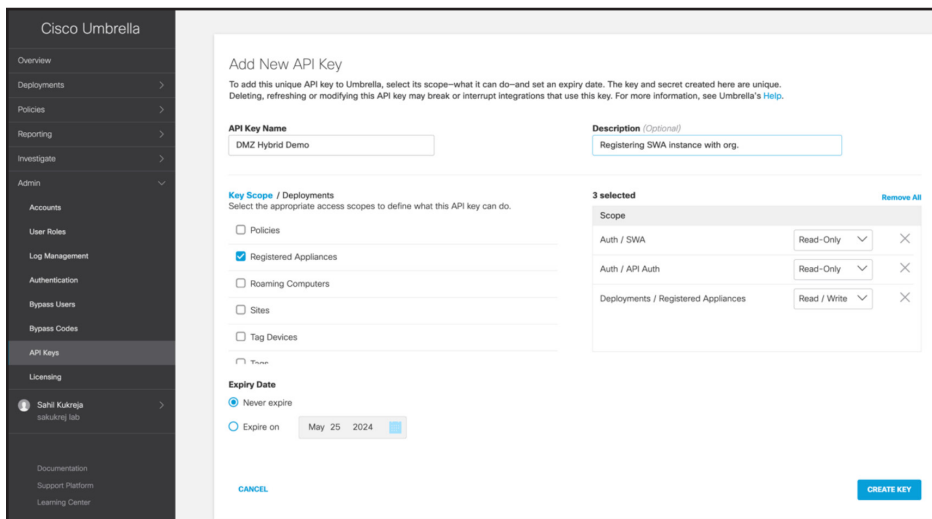 Cisco Umbrella
Overview
Deployments
Policies
Reporting
Investigate
Admin
Accounts
User Roles
Log Management
Authentication
Bypass Users
Bypass Codes
API Keys
Licensing
Sahil Kukreja
sakukrej lab
Documentation
Support Platform
Learning Center
Add New API Key
To add this unique API key to Umbrella, select its scope—what it can do—and set an expiry date. The key and secret created here are unique.
Deleting, refreshing or modifying this API key may break or interrupt integrations that use this key. For more information, see Umbrella's Help.
API Key Name
DMZ Hybrid Demo
Description (Optional)
Registering SWA instance with org.
Key Scope / Deployments
Select the appropriate access scopes to define what this API key can do.
Policies
Registered Appliances
Roaming Computers
Sites
Tag Devices
Tags
3 selected
Remove All
Scope
Auth / SWA Read-Only
Auth / API Auth Read-Only
Deployments / Registered Appliances Read / Write
Expiry Date
Never expire
Expire on May 25 2024
CANCEL
CREATE KEY